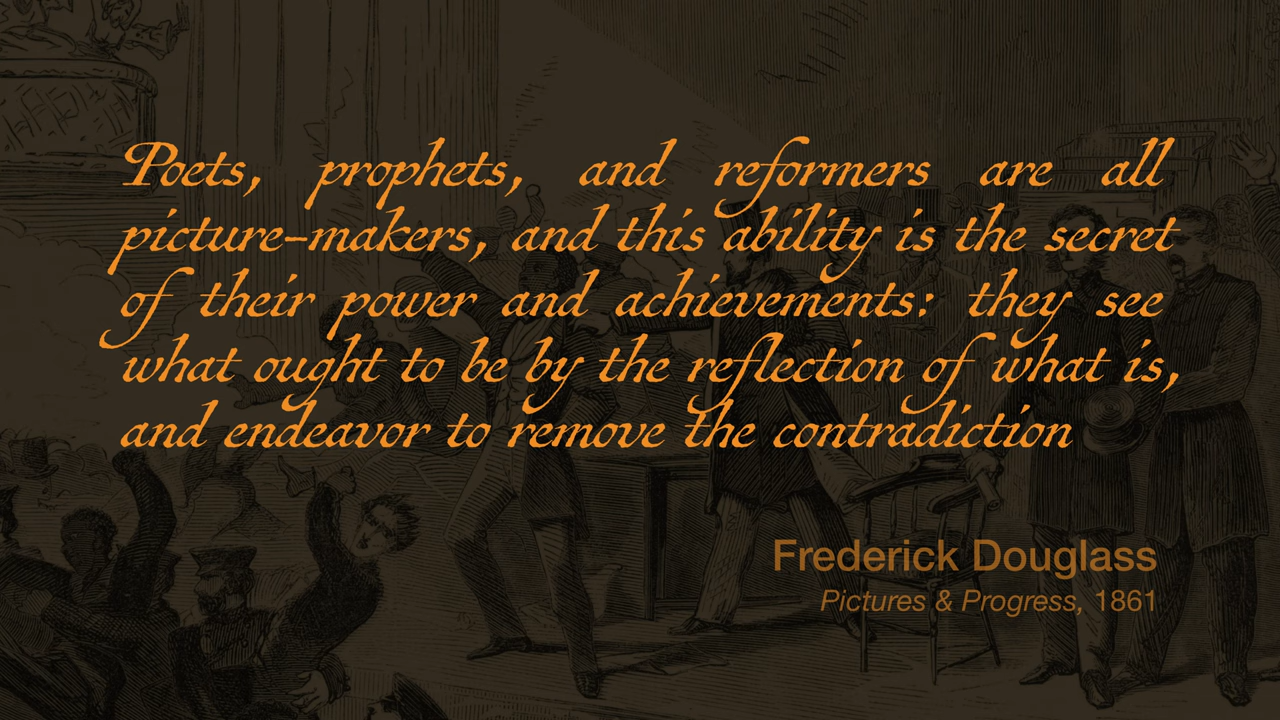 Poets, prophets, and reformers are all
picture-makers, and this ability is the secret
of their power and achievements: they see
what ought to be by the reflection of what is,
and endeavor to remove the contradiction
Frederick Douglass
Pictures & Progress, 1861